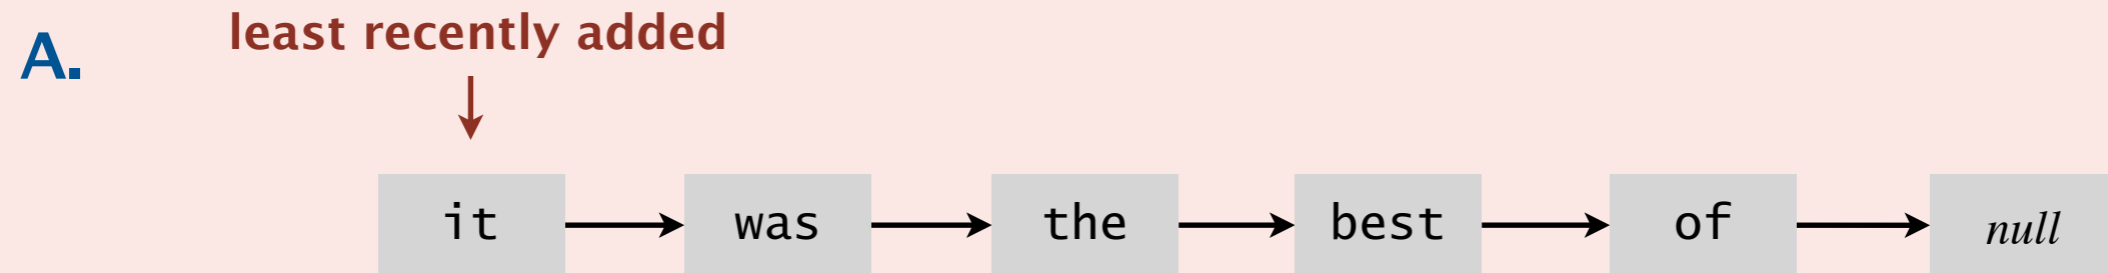 A.
least recently added
it was the best of null